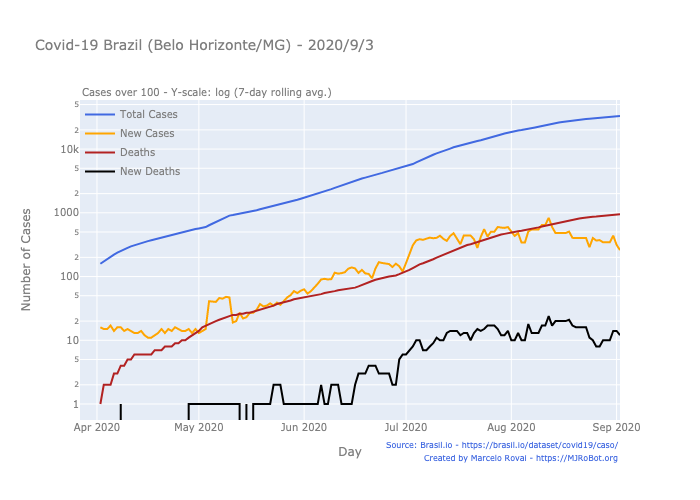 Covid-19 Brazil (Belo Horizonte/MG) - 2020/9/3
Cases over 100 - Y-scale: log (7-day rolling avg.)
Total Cases
New Cases
Deaths
New Deaths
5
2
10k
5
2
1000
5
2
100
5
2
10
5
2
1
Number of Cases
Apr 2020 May 2020 Jun 2020 Jul 2020 Aug 2020 Sep 2020
Day
Source: Brasil.io - https://brasil.io/dataset/covid19/caso/
Created by Marcelo Rovai - https://MJRoBot.org